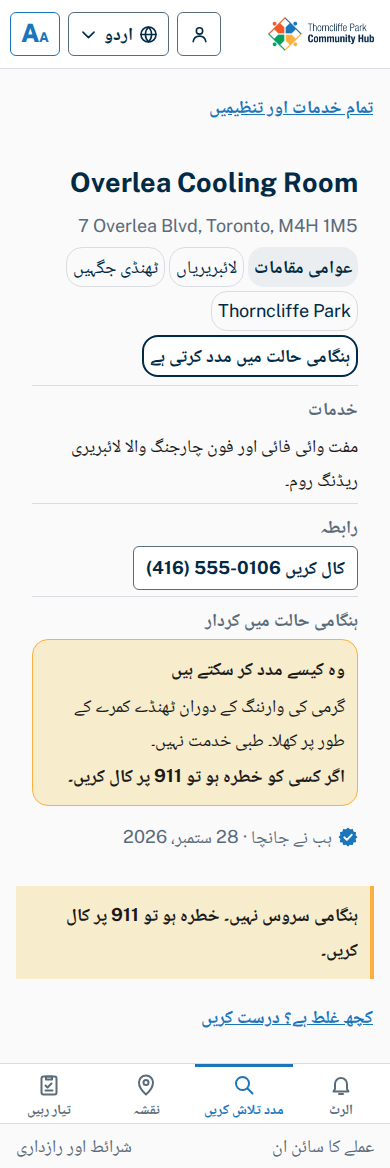 Thorncliffe Park
Community Hub
اردو
AA
تمام خدمات اور تنظیمیں
Overlea Cooling Room
7 Overlea Blvd, Toronto, M4H 1M5
عوامی مقامات لائبریریاں ٹھنڈی جگہیں
Thorncliffe Park
ہنگامی حالت میں مدد کرتی ہے
خدمات
مفت وائی فائی اور فون چارجنگ والا لائبریری
ریڈنگ روم۔
رابطہ
کال کریں (416) 555-0106
ہنگامی حالت میں کردار
وہ کیسے مدد کر سکتے ہیں
گرمی کی وارننگ کے دوران ٹھنڈے کمرے کے
طور پر کھلا۔ طبی خدمت نہیں۔
اگر کسی کو خطرہ ہو تو 911 پر کال کریں۔
ہب نے جانچا · 28 ستمبر، 2026
ہنگامی سروس نہیں۔ خطرہ ہو تو 911 پر کال
کریں۔
کچھ غلط ہے؟ درست کریں
الرٹ مدد تلاش کریں نقشہ تیار رہیں
عملے کا سائن ان شرائط اور رازداری